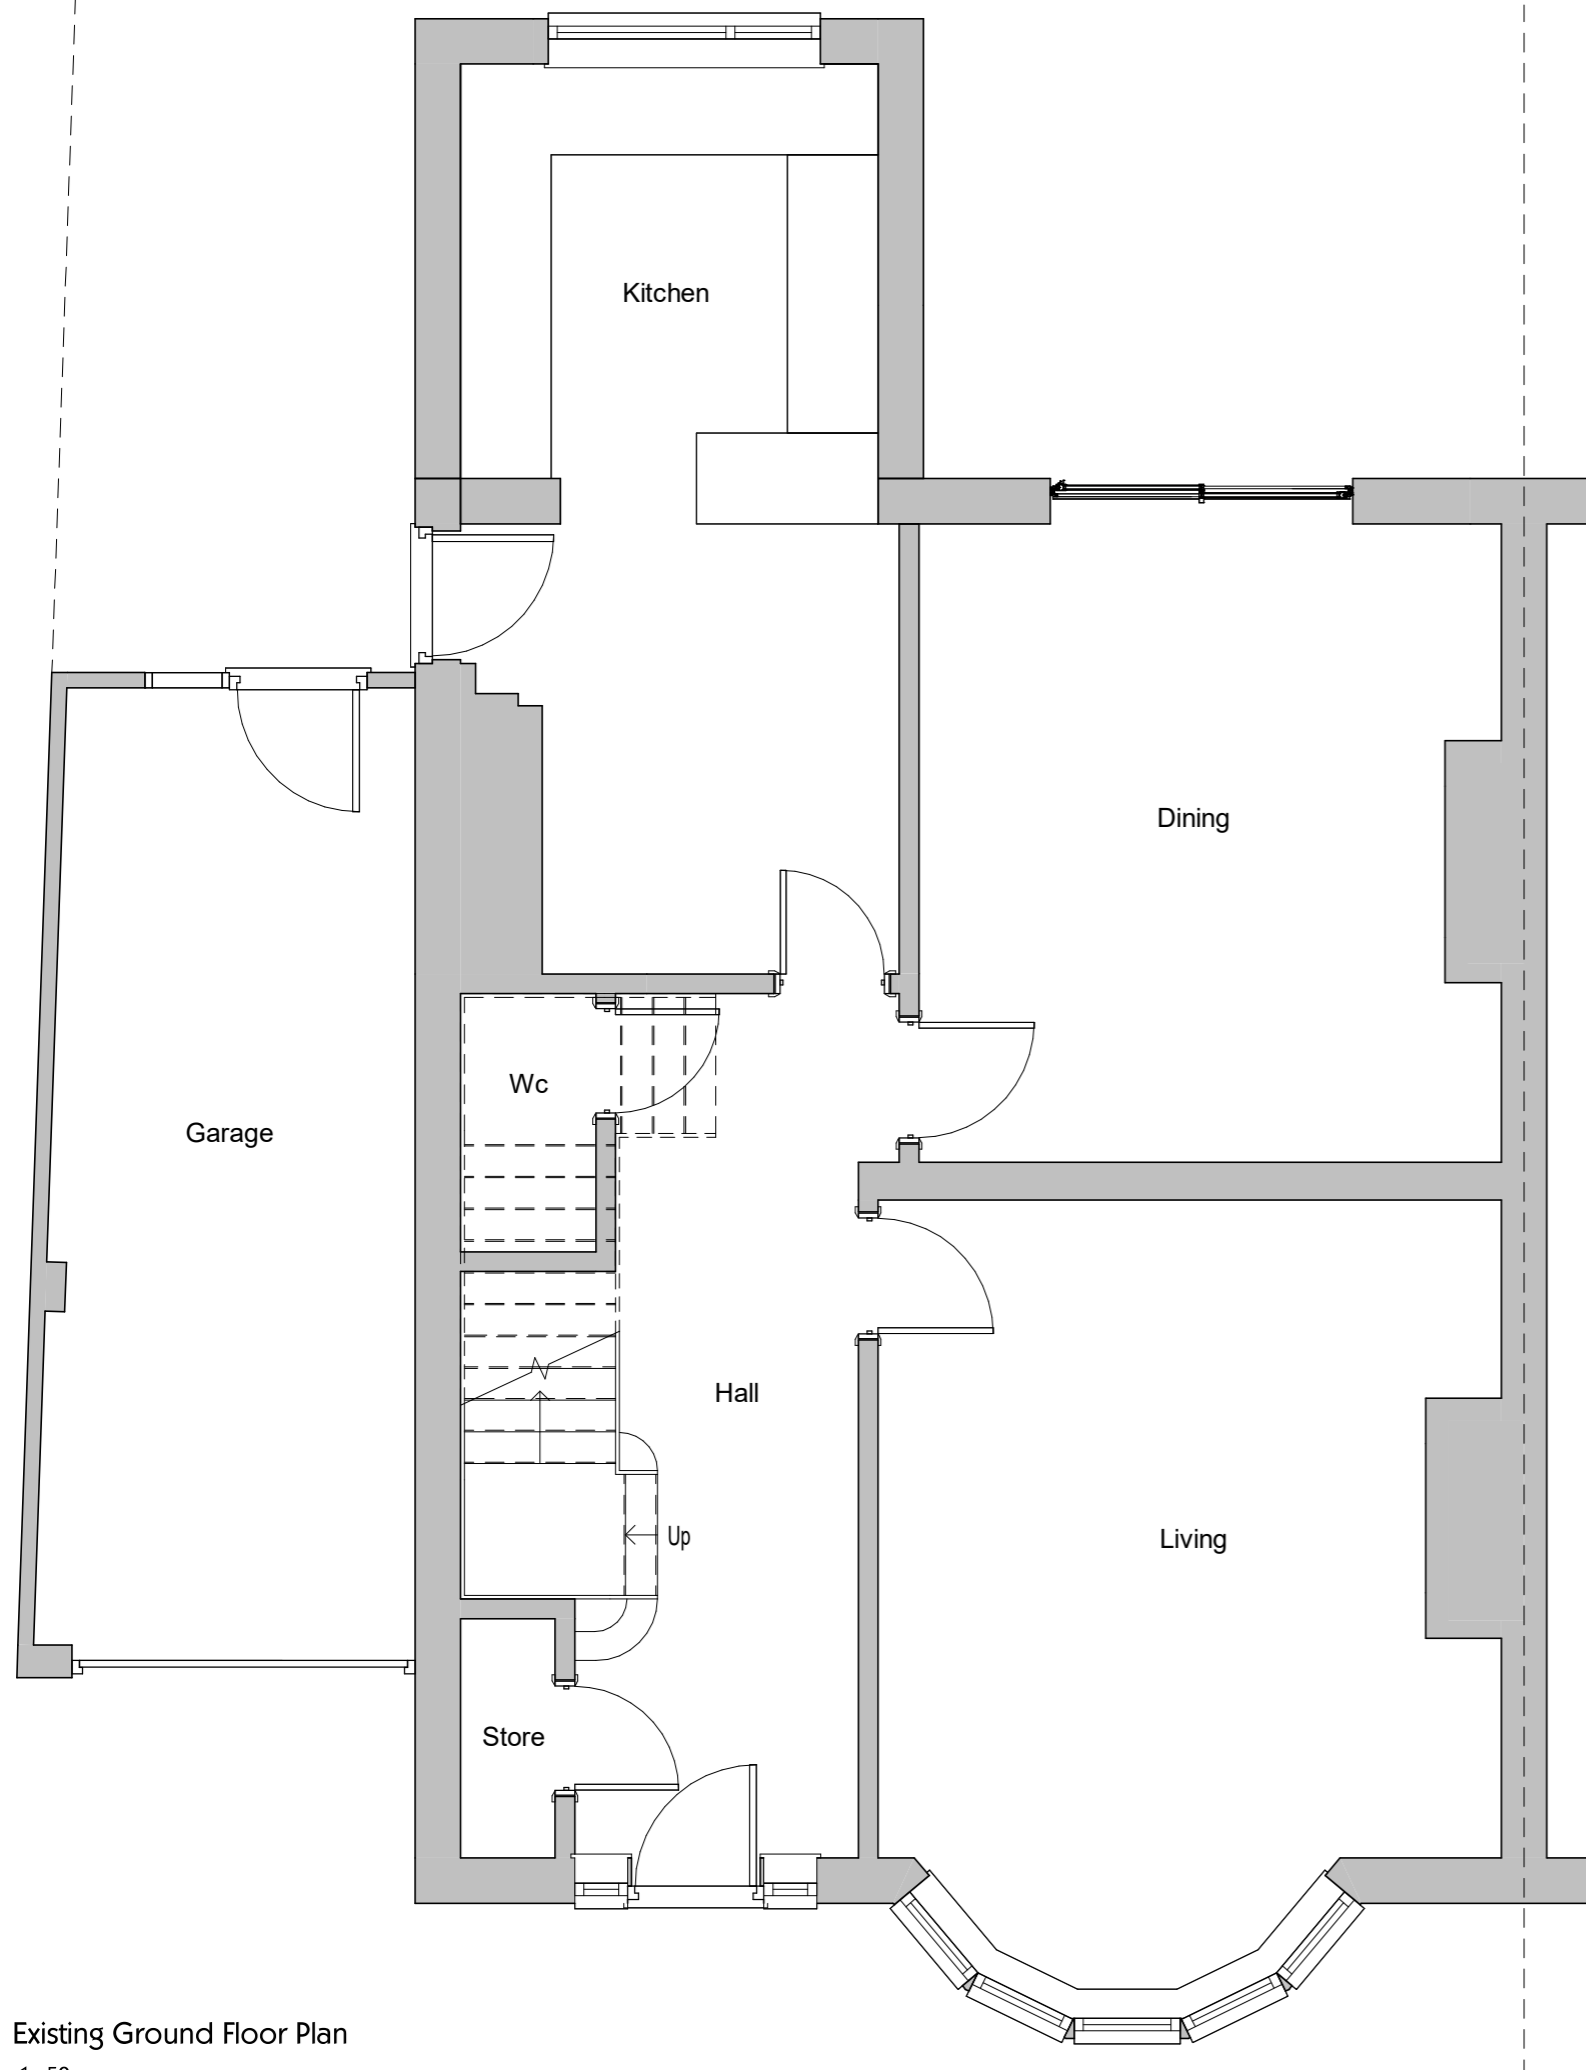 Kitchen
Dining
Wc
Garage
Hall
Up
Living
Store
Existing Ground Floor Plan